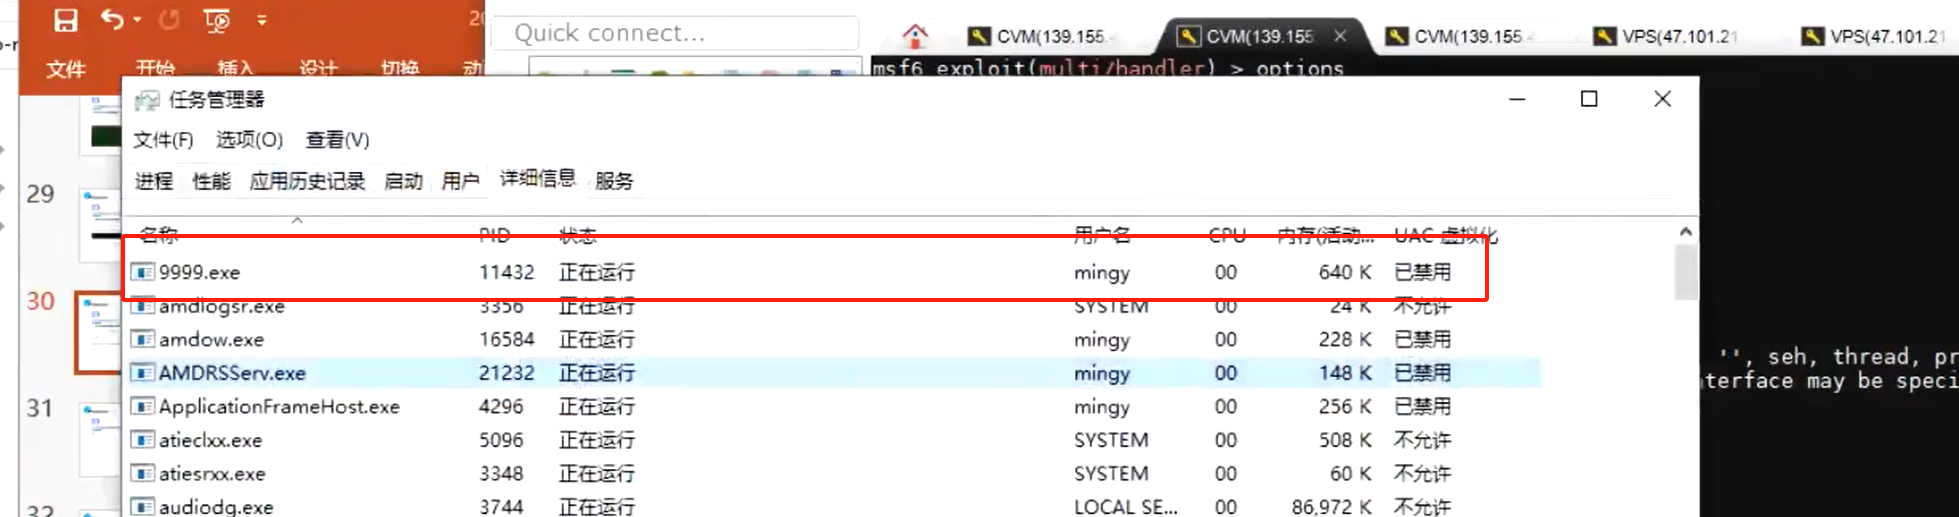 Quick connect...
CVM(139.155.
CVM(139.155
CVM(139.155
VPS(47.101.21
VPS(47.101.21
文件 开始 插入 设计 切换
msf6 exploit(multi/handler) > options
任务管理器
文件(F) 选项(O) 查看(V)
进程 性能 应用历史记录 启动 用户 详细信息 服务
名称 PID 状态 用户名 CPU 内存(活动... UAC 虚拟化
9999.exe 11432 正在运行 mingy 00 640 K 已禁用
amdlogsr.exe 3356 正在运行 SYSTEM 00 24 K 不允许
amdow.exe 16584 正在运行 mingy 00 228 K 已禁用
AMDRSServ.exe 21232 正在运行 mingy 00 148 K 已禁用
ApplicationFrameHost.exe 4296 正在运行 mingy 00 256 K 已禁用
atieclxx.exe 5096 正在运行 SYSTEM 00 508 K 不允许
atiesrxx.exe 3348 正在运行 SYSTEM 00 60 K 不允许
audiodg.exe 3744 正在运行 LOCAL SE... 00 86,972 K 不允许
29
30
31
32
'', seh, thread, pr
terface may be speci